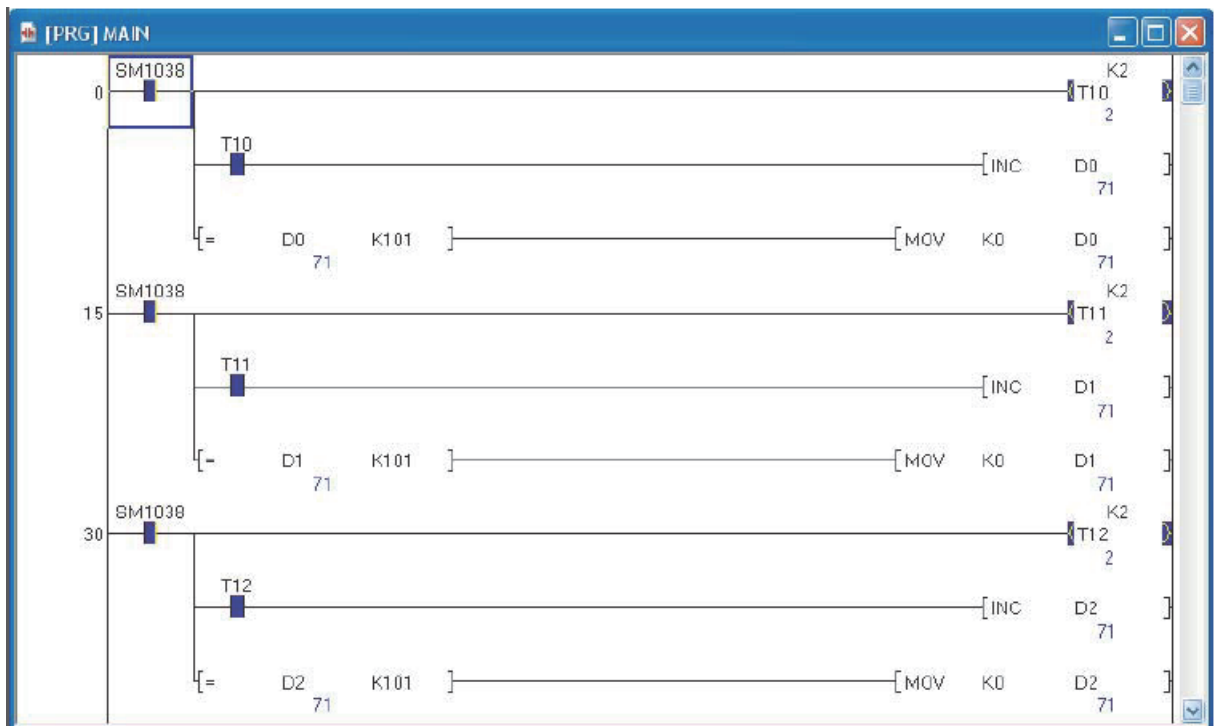 [PRG] MAIN
SM1038 K2
0 T10
2
T10
[INC D0 ]
71
[= D0 K101 ] [MOV K0 D0 ]
71 71
SM1038 K2
15 T11
2
T11
[INC D1 ]
71
[= D1 K101 ] [MOV K0 D1 ]
71 71
SM1038 K2
30 T12
2
T12
[INC D2 ]
71
[= D2 K101 ] [MOV K0 D2 ]
71 71